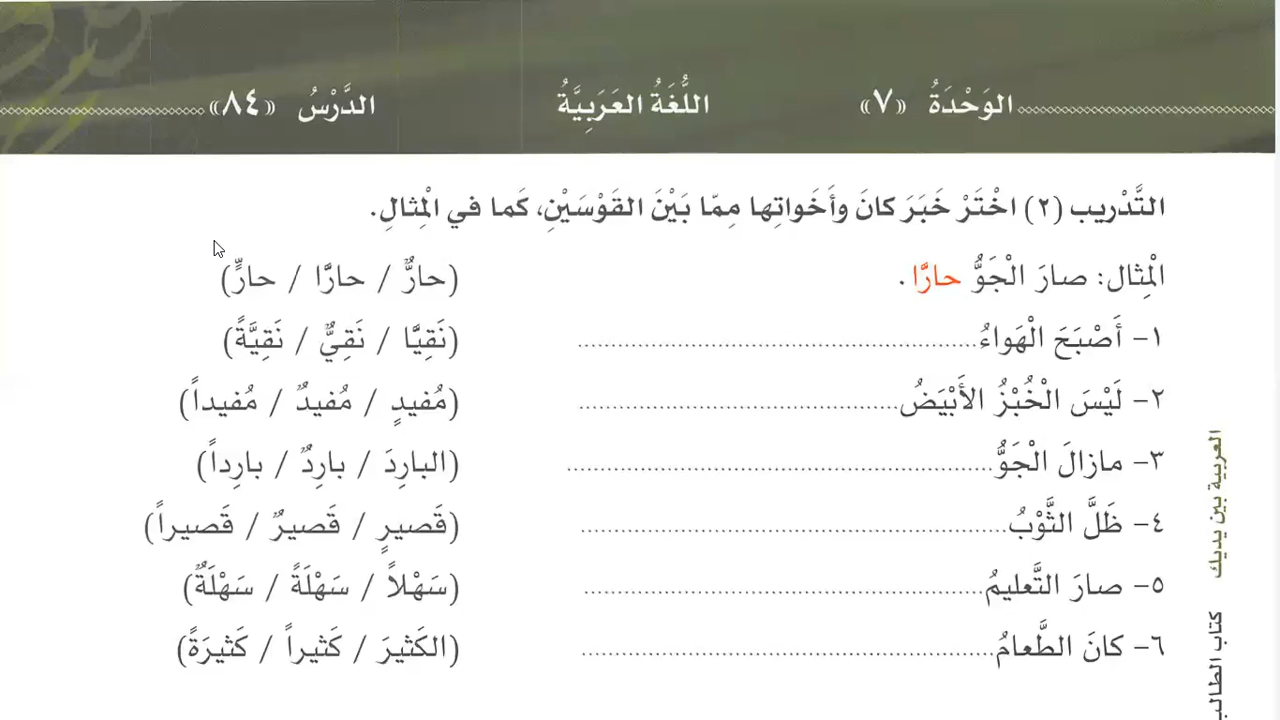 الوَحْدَةُ «٧» اللُّغَةُ العَرَبِيَّةُ الدَّرْسُ «٨٤»
التَّدْريب (٢) اخْتَرْ خَبَرَ كانَ وأَخَواتِها مِمّا بَيْنَ القَوْسَيْنِ، كَما في الْمِثالِ.
الْمِثال: صارَ الْجَوُّ حارًّا . (حارٌّ / حارًّا / حارٍّ)
١- أَصْبَحَ الْهَواءُ.......................... (نَقِيًّا / نَقِيٌّ / نَقِيَّةً)
٢- لَيْسَ الْخُبْزُ الأَبْيَضُ.......................... (مُفيدٍ / مُفيدٌ / مُفيداً)
٣- مازالَ الْجَوُّ.......................... (البارِدَ / بارِدٌ / بارِداً)
٤- ظَلَّ الثَّوْبُ.......................... (قَصيرٍ / قَصيرٌ / قَصيراً)
٥- صارَ التَّعليمُ.......................... (سَهْلاً / سَهْلَةً / سَهْلَةٌ)
٦- كانَ الطَّعامُ.......................... (الكَثيرَ / كَثيراً / كَثيرَةً)
العربية بين يديك
كتاب الطالب